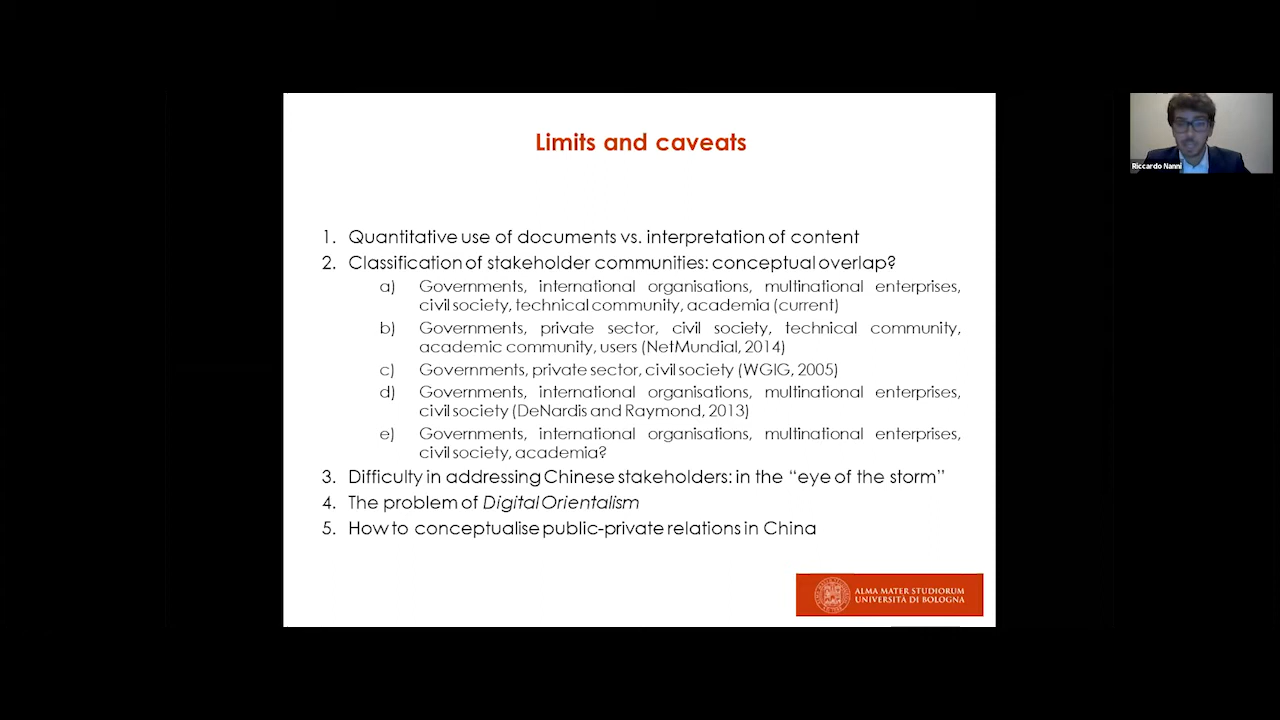 Limits and caveats
Riccardo Nanni
1. Quantitative use of documents vs. interpretation of content
2. Classification of stakeholder communities: conceptual overlap?
a) Governments, international organisations, multinational enterprises,
civil society, technical community, academia (current)
b) Governments, private sector, civil society, technical community,
academic community, users (NetMundial, 2014)
c) Governments, private sector, civil society (WGIG, 2005)
d) Governments, international organisations, multinational enterprises,
civil society (DeNardis and Raymond, 2013)
e) Governments, international organisations, multinational enterprises,
civil society, academia?
3. Difficulty in addressing Chinese stakeholders: in the “eye of the storm”
4. The problem of Digital Orientalism
5. How to conceptualise public-private relations in China
ALMA MATER STUDIORUM
UNIVERSITÀ DI BOLOGNA